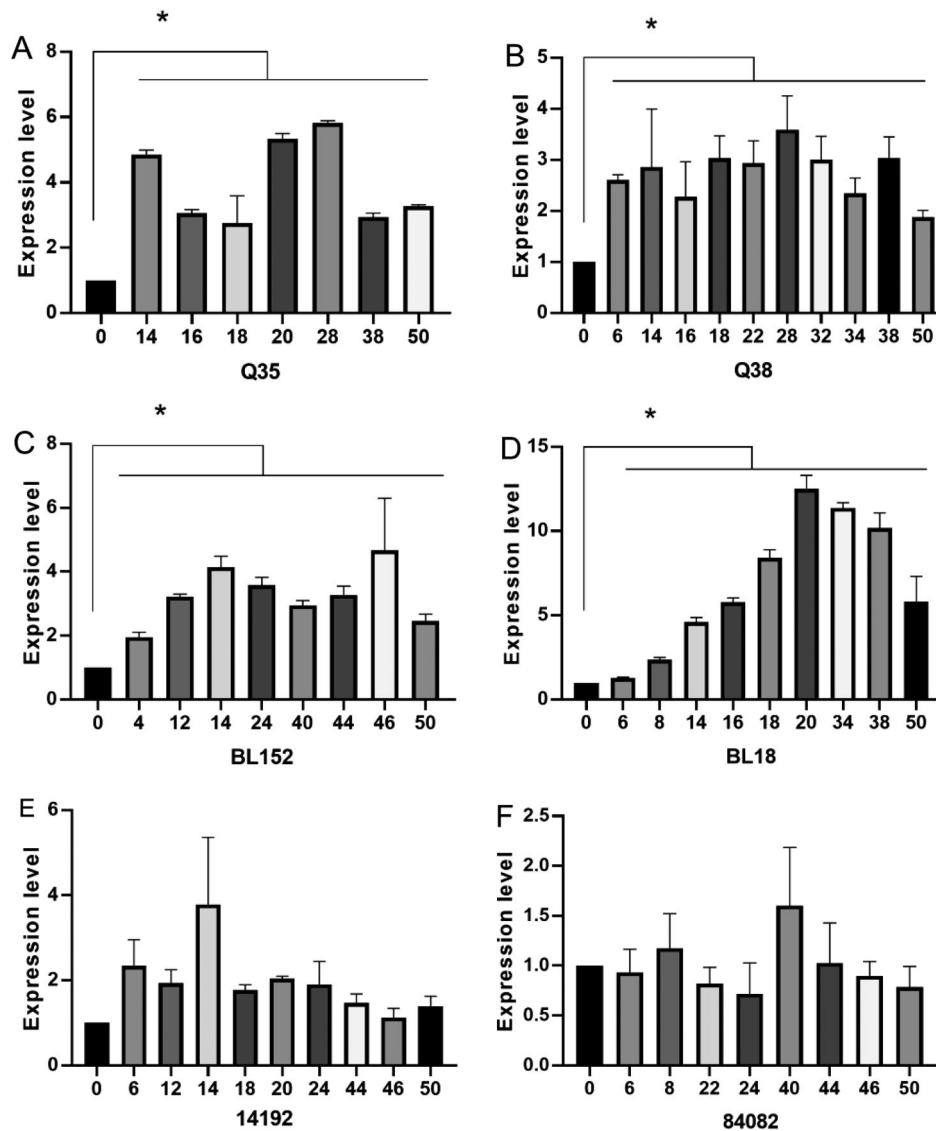 A
*
Expression level
8
6
4
2
0
0 14 16 18 20 28 38 50
Q35
B
*
Expression level
5
4
3
2
1
0
0 6 14 16 18 22 28 32 34 38 50
Q38
C
*
Expression level
8
6
4
2
0
0 4 12 14 24 40 44 46 50
BL152
D
*
Expression level
15
10
5
0
0 6 8 14 16 18 20 34 38 50
BL18
E
Expression level
6
4
2
0
0 6 12 14 18 20 24 44 46 50
14192
F
Expression level
2.5
2.0
1.5
1.0
0.5
0.0
0 6 8 22 24 40 44 46 50
84082